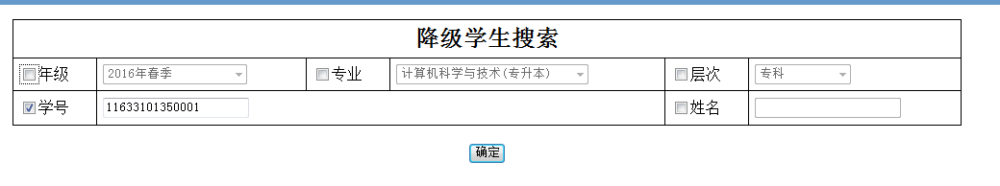 降级学生搜索
年级 2016年春季 专业 计算机科学与技术(专升本) 层次 专科
学号 11633101350001 姓名
确定